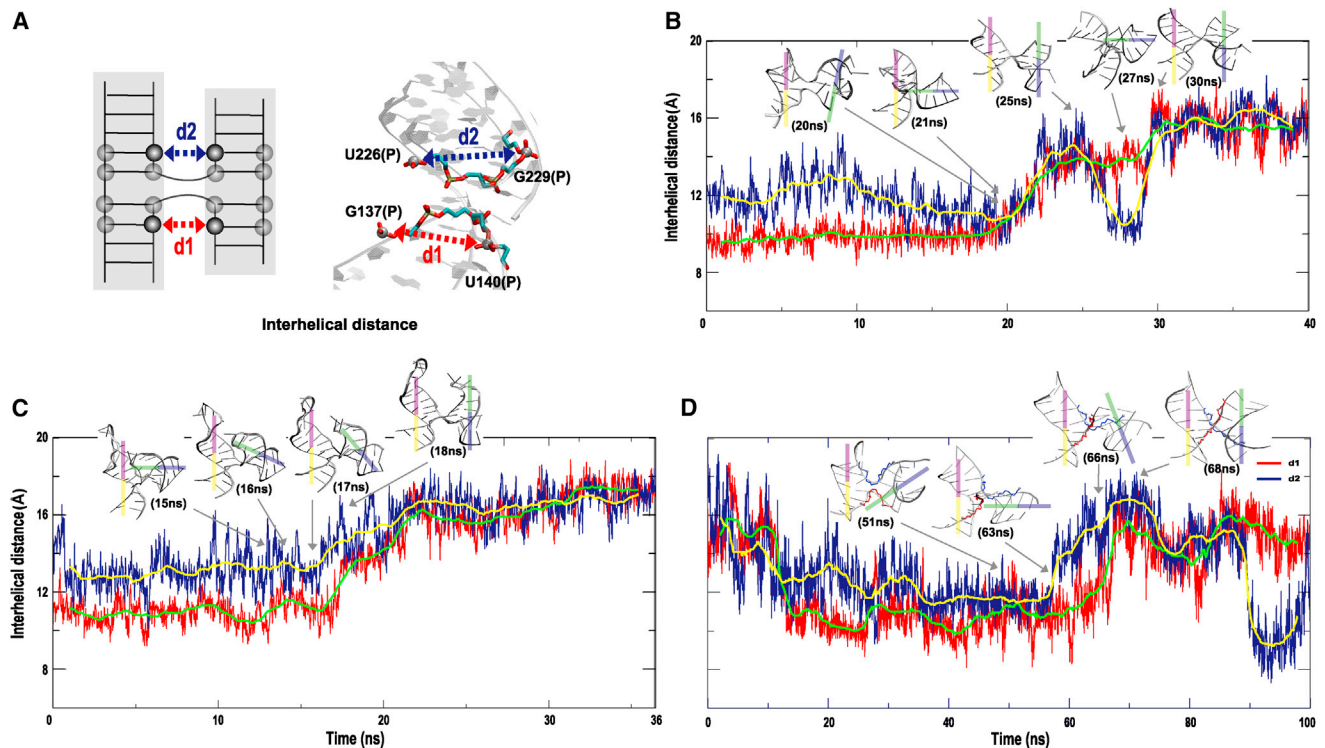 A
d2
d1
d2
U226(P)
G229(P)
G137(P)
d1
U140(P)
Interhelical distance
B
Interhelical distance (Å)
20
16
12
8
(20ns)
(21ns)
(25ns)
(27ns)
(30ns)
0
10
20
30
40
C
Interhelical distance (Å)
20
16
12
8
(15ns)
(16ns)
(17ns)
(18ns)
0
10
20
30
36
Time (ns)
D
(51ns)
(63ns)
(66ns)
(68ns)
d1
d2
0
20
40
60
80
100
Time (ns)